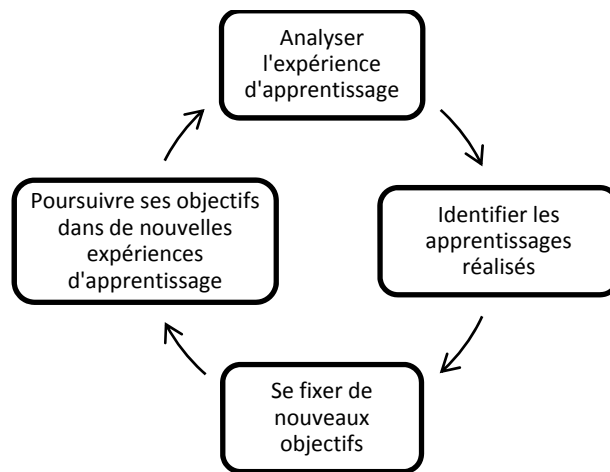 Analyser
l'expérience
d'apprentissage
Identifier les
apprentissages
réalisés
Se fixer de
nouveaux
objectifs
Poursuivre ses objectifs
dans de nouvelles
expériences
d'apprentissage